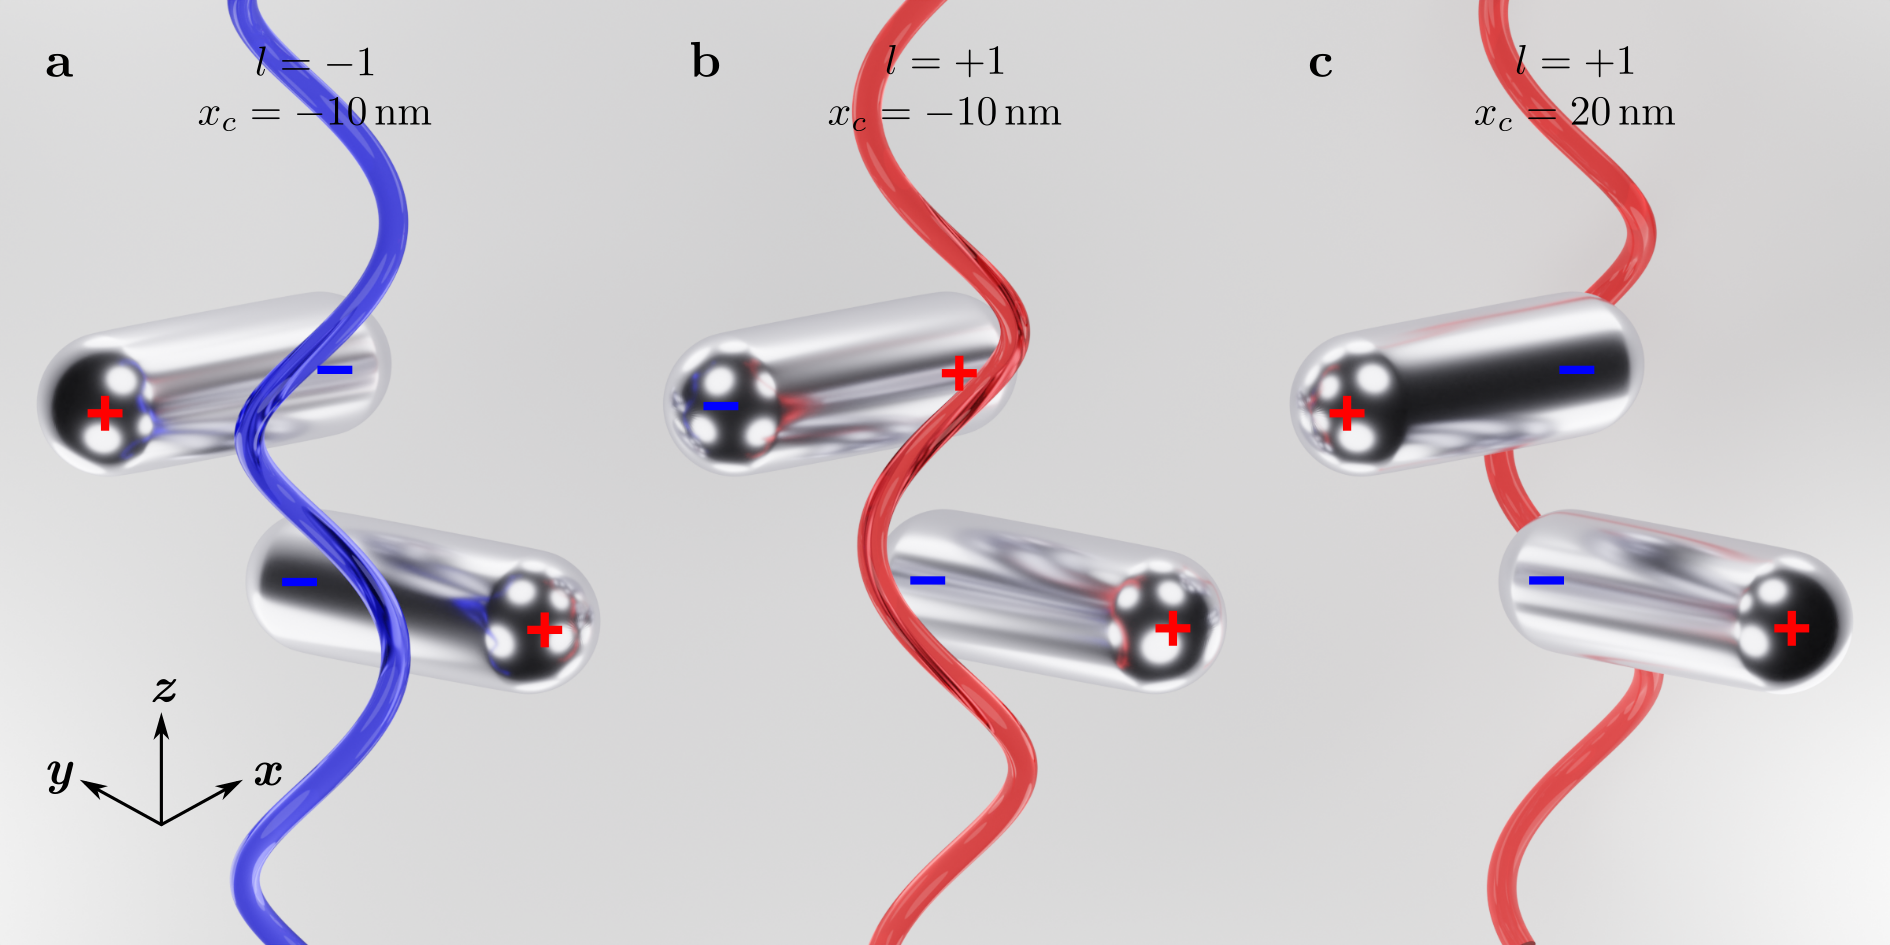 a
l = −1
x_c = −10 nm
b
l = +1
x_c = −10 nm
c
l = +1
x_c = 20 nm
+
−
−
+
−
+
−
+
+
−
−
+
z
y
x